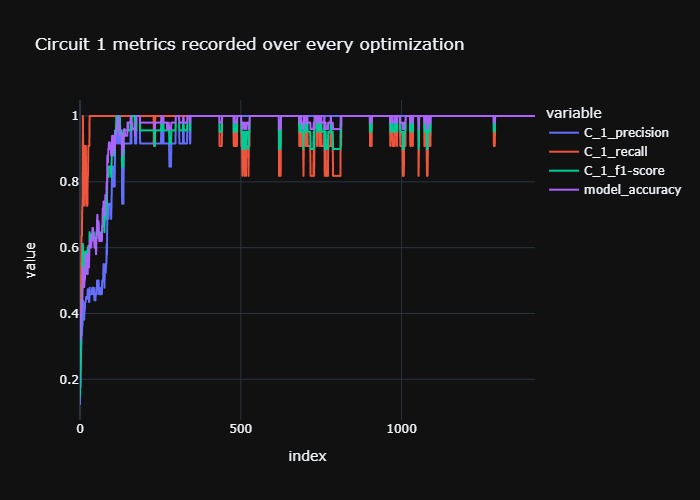 Circuit 1 metrics recorded over every optimization
variable
C_1_precision
C_1_recall
C_1_f1-score
model_accuracy
value
1
0.8
0.6
0.4
0.2
0
500
1000
index